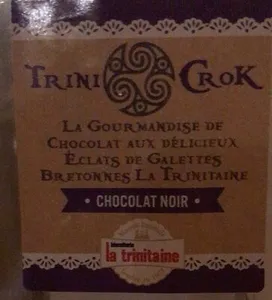 Trini Crok
La Gourmandise de
Chocolat aux délicieux
Éclats de Galettes
Bretonnes La Trinitaine
• CHOCOLAT NOIR •
la trinitaine